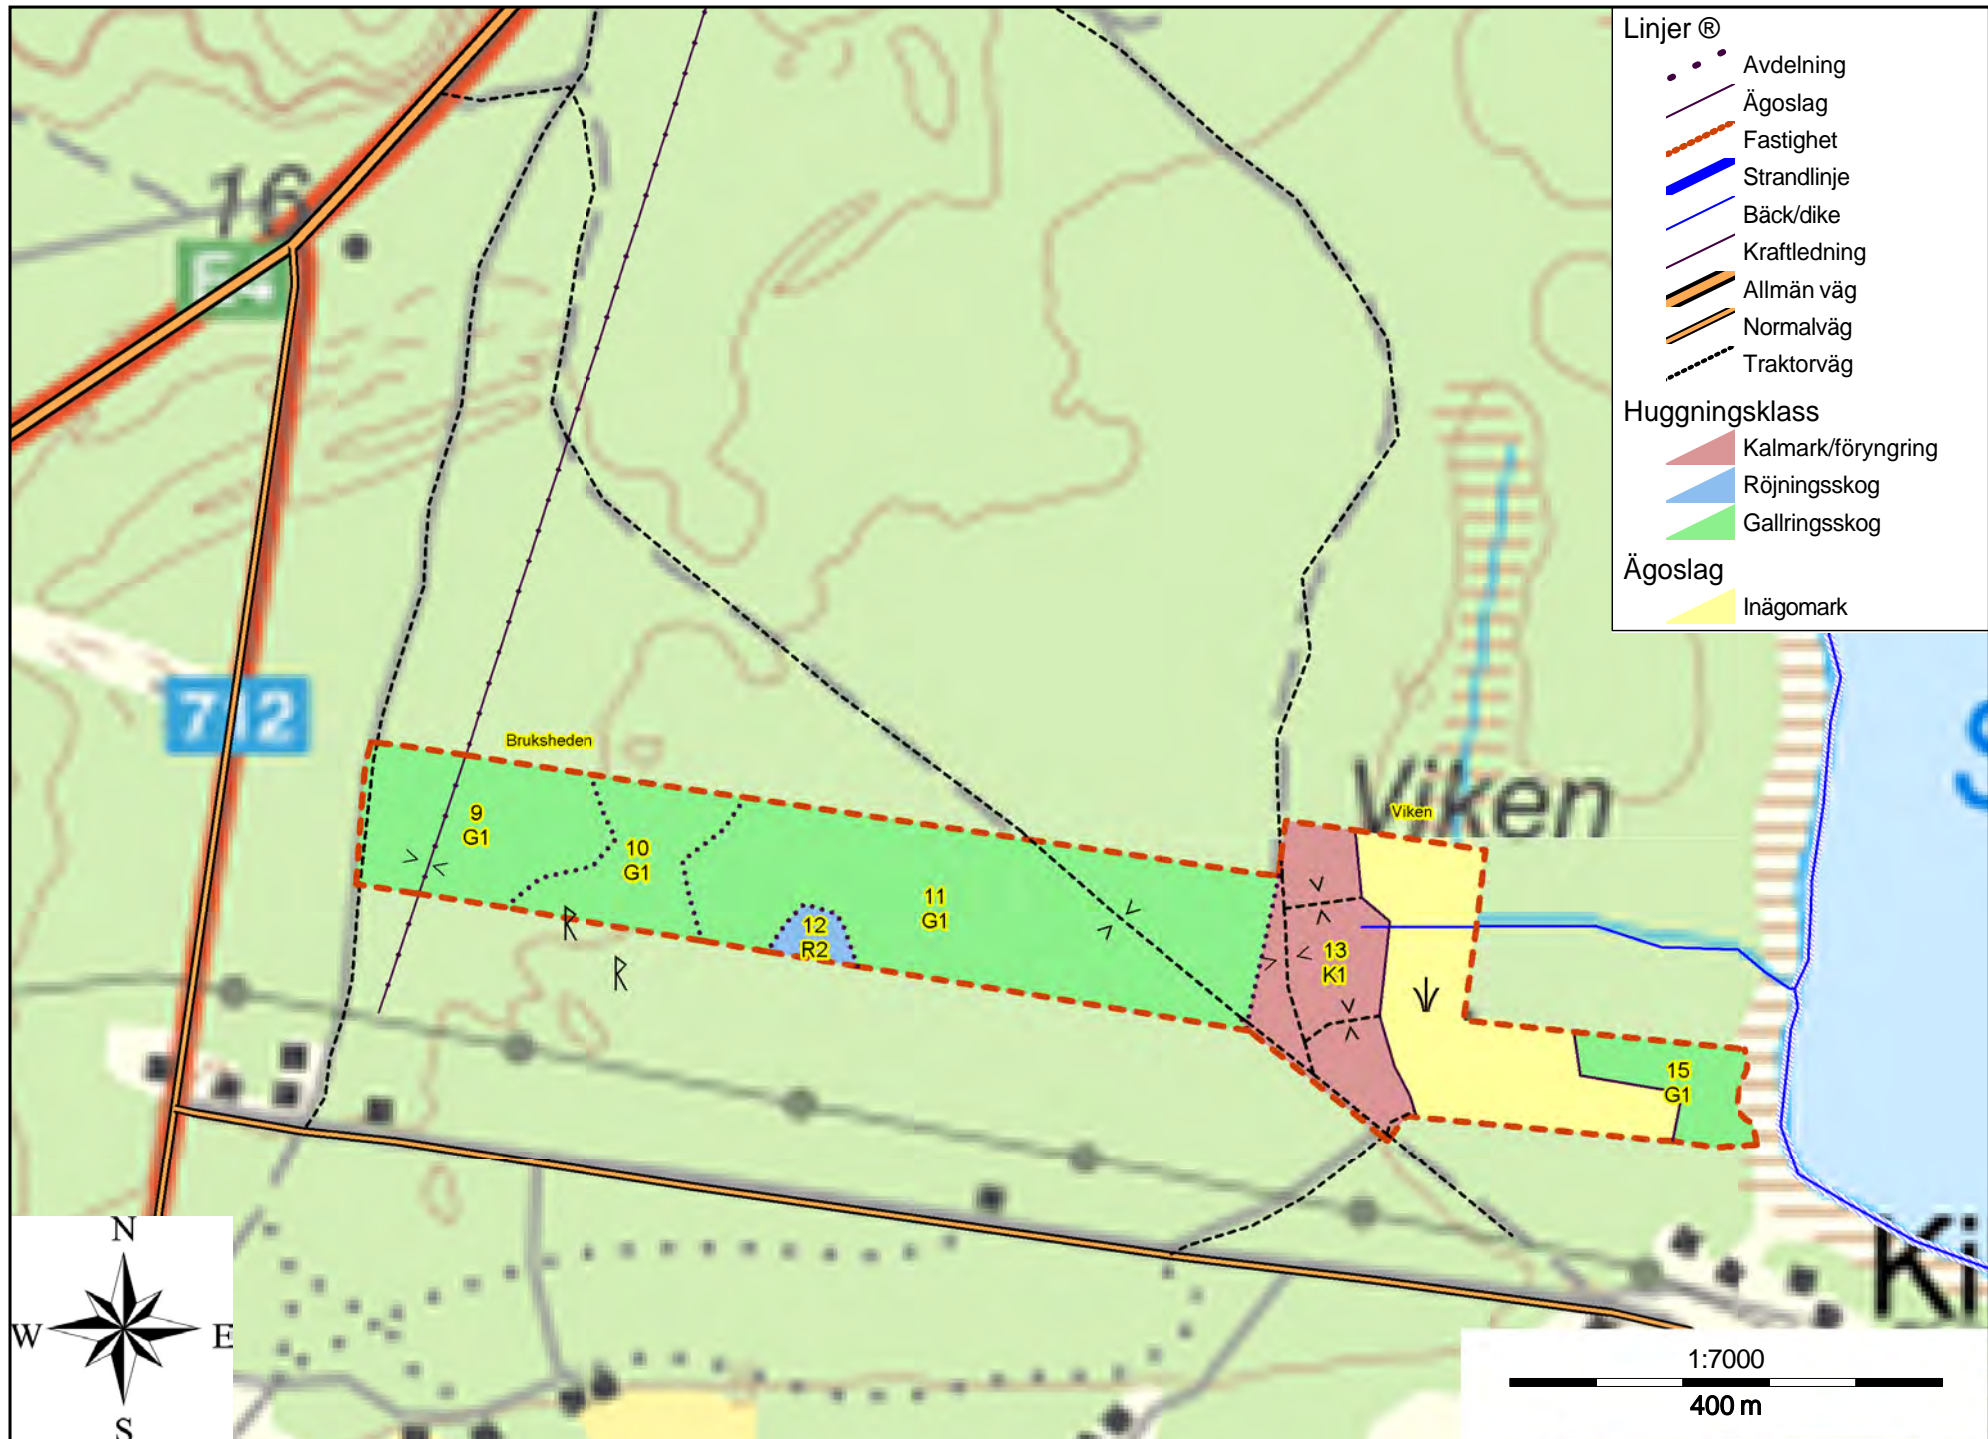 Linjer ®
Avdelning
Ägoslag
Fastighet
Strandlinje
Bäck/dike
Kraftledning
Allmän väg
Normalväg
Traktorväg
Huggningsklass
Kalmark/föryngring
Röjningsskog
Gallringsskog
Ägoslag
Inägomark
16
E4
712
Bruksheden
Viken
Viken
S
9
G1
10
G1
11
G1
12
R2
13
K1
15
G1
R
R
Ki
N
W E
S
1:7000
400 m